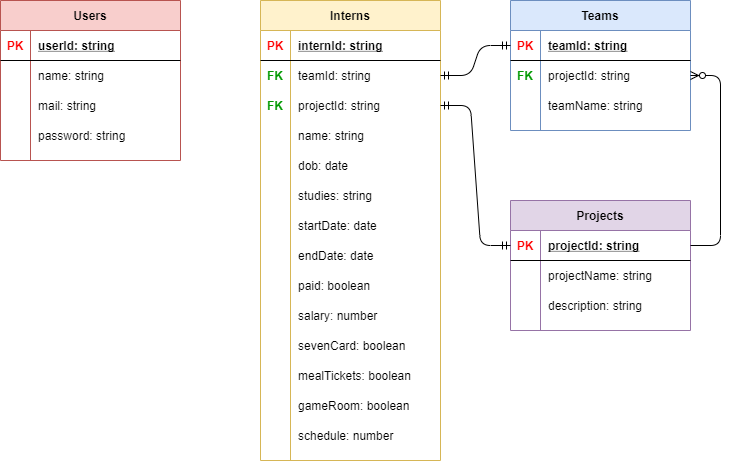 Users
PK userId: string
name: string
mail: string
password: string
Interns
PK internId: string
FK teamId: string
FK projectId: string
name: string
dob: date
studies: string
startDate: date
endDate: date
paid: boolean
salary: number
sevenCard: boolean
mealTickets: boolean
gameRoom: boolean
schedule: number
Teams
PK teamId: string
FK projectId: string
teamName: string
Projects
PK projectId: string
projectName: string
description: string